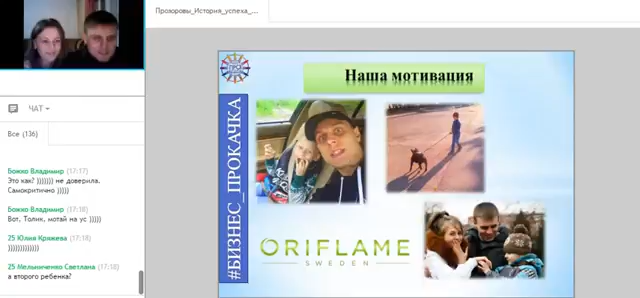 Прозоровы_История_успеха_...
ЧАТ
Все (136)
Божко Владимир (17:17)
Это как? ))))))) не доверила.
Самокритично )))))
Божко Владимир (17:18)
Вот, Толик, мотай на ус )))))
25 Юлия Кряжева (17:18)
)))))))))))))
25 Мельниченко Светлана (17:18)
а второго ребенка?
ПРО
Наша мотивация
#БИЗНЕС_ПРОКАЧКА
ORIFLAME
SWEDEN